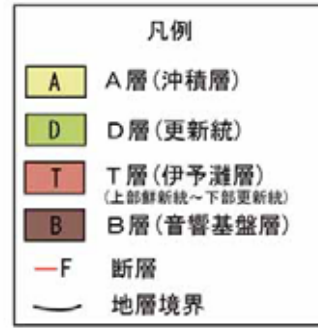 凡例
A A層(沖積層)
D D層(更新統)
T T層(伊予灘層)
(上部鮮新統~下部更新統)
B B層(音響基盤層)
F 断層
地層境界